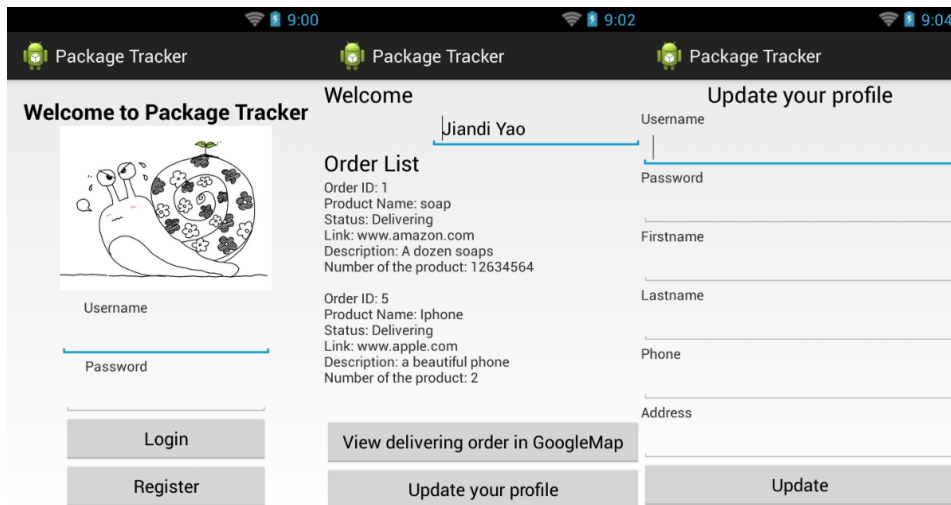 9:00
Package Tracker
Welcome to Package Tracker
Username
Password
Login
Register
9:02
Package Tracker
Welcome
Jiandi Yao
Order List
Order ID: 1
Product Name: soap
Status: Delivering
Link: www.amazon.com
Description: A dozen soaps
Number of the product: 12634564
Order ID: 5
Product Name: Iphone
Status: Delivering
Link: www.apple.com
Description: a beautiful phone
Number of the product: 2
View delivering order in GoogleMap
Update your profile
9:04
Package Tracker
Update your profile
Username
Password
Firstname
Lastname
Phone
Address
Update